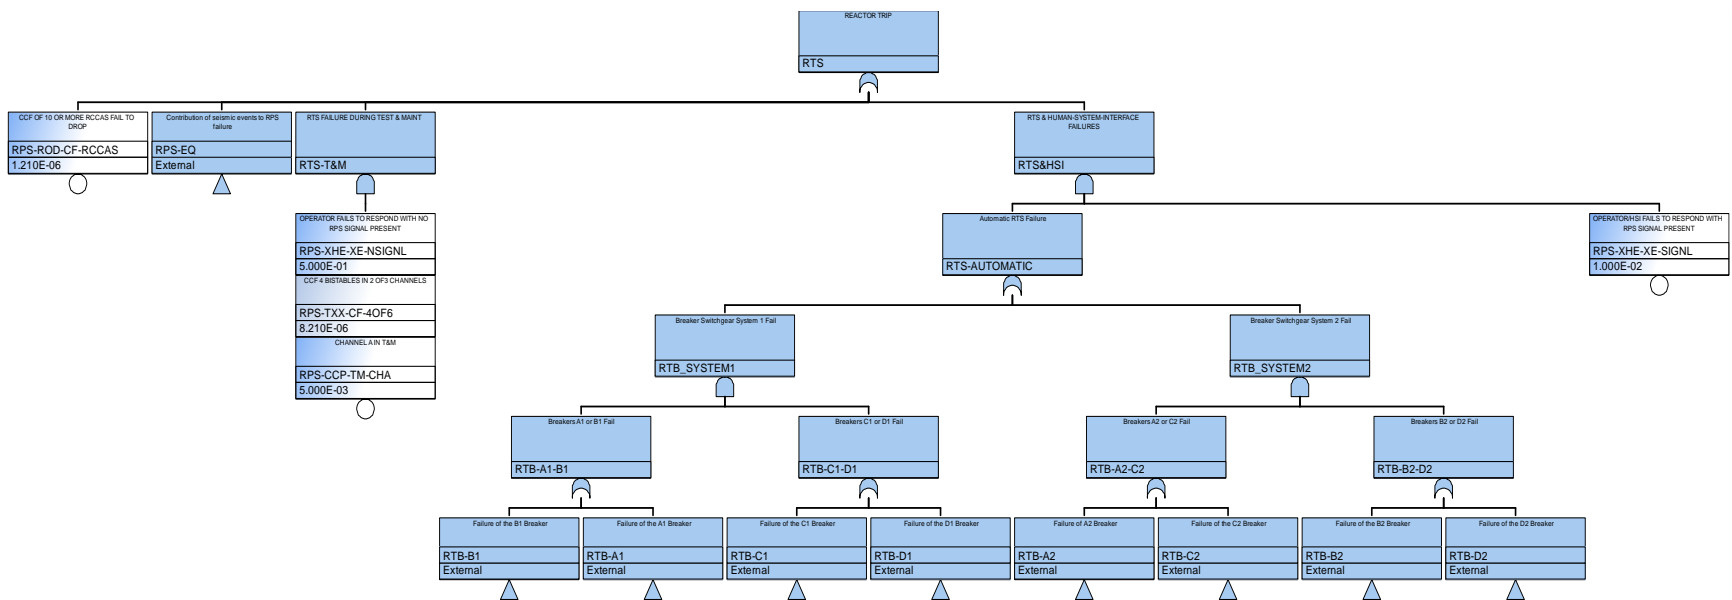 REACTOR TRIP
RTS
CCF OF 10 OR MORE RCCAS FAIL TO
DROP
RPS-ROD-CF-RCCAS
1.210E-06
Contribution of seismic events to RPS
failure
RPS-EQ
External
RTS FAILURE DURING TEST & MAINT
RTS-T&M
RTS & HUMAN-SYSTEM-INTERFACE
FAILURES
RTS&HSI
OPERATOR FAILS TO RESPOND WITH NO
RPS SIGNAL PRESENT
RPS-XHE-XE-NSIGNL
5.000E-01
CCF 4 BISTABLES IN 2 OF3 CHANNELS
RPS-TXX-CF-4OF6
8.210E-06
CHANNEL A IN T&M
RPS-CCP-TM-CHA
5.000E-03
Automatic RTS Failure
RTS-AUTOMATIC
OPERATOR/HSI FAILS TO RESPOND WITH
RPS SIGNAL PRESENT
RPS-XHE-XE-SIGNL
1.000E-02
Breaker Switchgear System 1 Fail
RTB_SYSTEM1
Breaker Switchgear System 2 Fail
RTB_SYSTEM2
Breakers A1 or B1 Fail
RTB-A1-B1
Breakers C1 or D1 Fail
RTB-C1-D1
Breakers A2 or C2 Fail
RTB-A2-C2
Breakers B2 or D2 Fail
RTB-B2-D2
Failure of the B1 Breaker
RTB-B1
External
Failure of the A1 Breaker
RTB-A1
External
Failure of the C1 Breaker
RTB-C1
External
Failure of the D1 Breaker
RTB-D1
External
Failure of A2 Breaker
RTB-A2
External
Failure of the C2 Breaker
RTB-C2
External
Failure of the B2 Breaker
RTB-B2
External
Failure of the D2 Breaker
RTB-D2
External